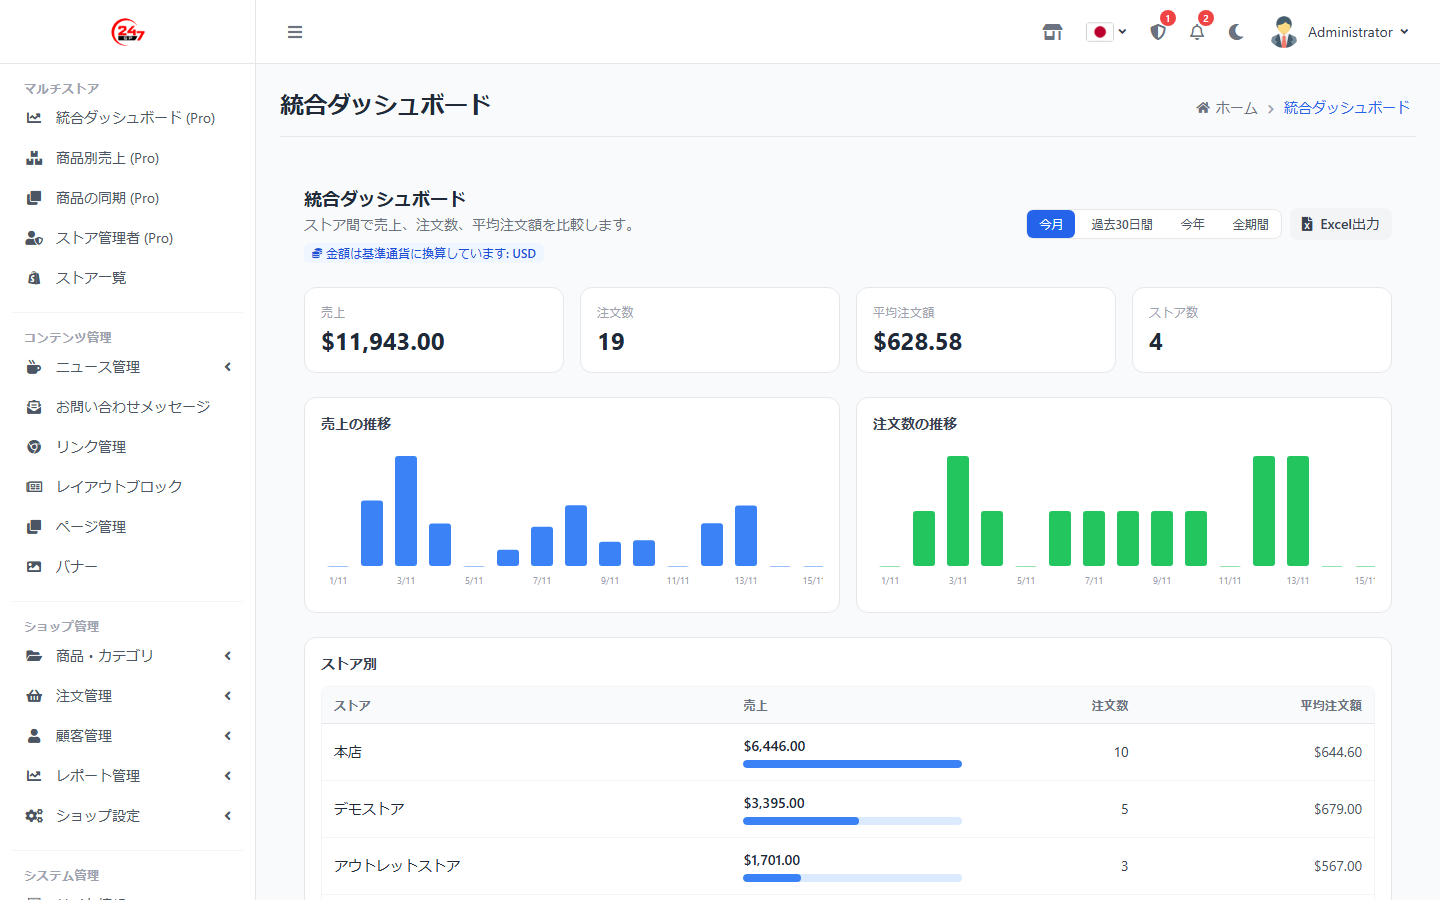 247
1
2
Administrator
マルチストア
統合ダッシュボード (Pro)
商品別売上 (Pro)
商品の同期 (Pro)
ストア管理者 (Pro)
ストア一覧
コンテンツ管理
ニュース管理
お問い合わせメッセージ
リンク管理
レイアウトブロック
ページ管理
バナー
ショップ管理
商品・カテゴリ
注文管理
顧客管理
レポート管理
ショップ設定
システム管理
統合ダッシュボード
ホーム
統合ダッシュボード
統合ダッシュボード
ストア間で売上、注文数、平均注文額を比較します。
金額は基準通貨に換算しています: USD
今月
過去30日間
今年
全期間
Excel出力
売上
$11,943.00
注文数
19
平均注文額
$628.58
ストア数
4
売上の推移
1/11 3/11 5/11 7/11 9/11 11/11 13/11 15/1
注文数の推移
1/11 3/11 5/11 7/11 9/11 11/11 13/11 15/1
ストア別
ストア 売上 注文数 平均注文額
本店 $6,446.00 10 $644.60
デモストア $3,395.00 5 $679.00
アウトレットストア $1,701.00 3 $567.00